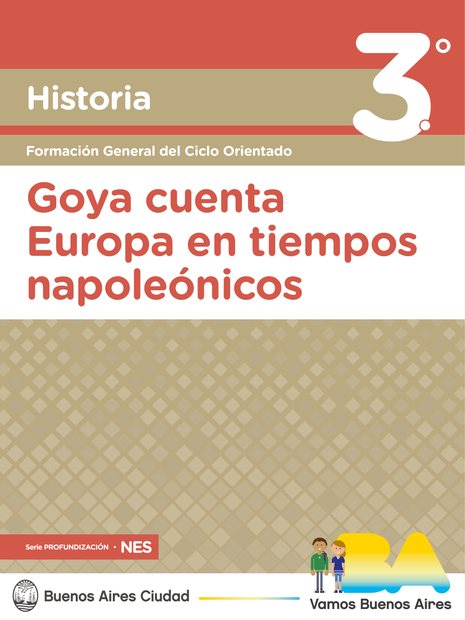 3.°
Historia
Formación General del Ciclo Orientado
Goya cuenta
Europa en tiempos
napoleónicos
Serie PROFUNDIZACIÓN · NES
Buenos Aires Ciudad
BA
Vamos Buenos Aires